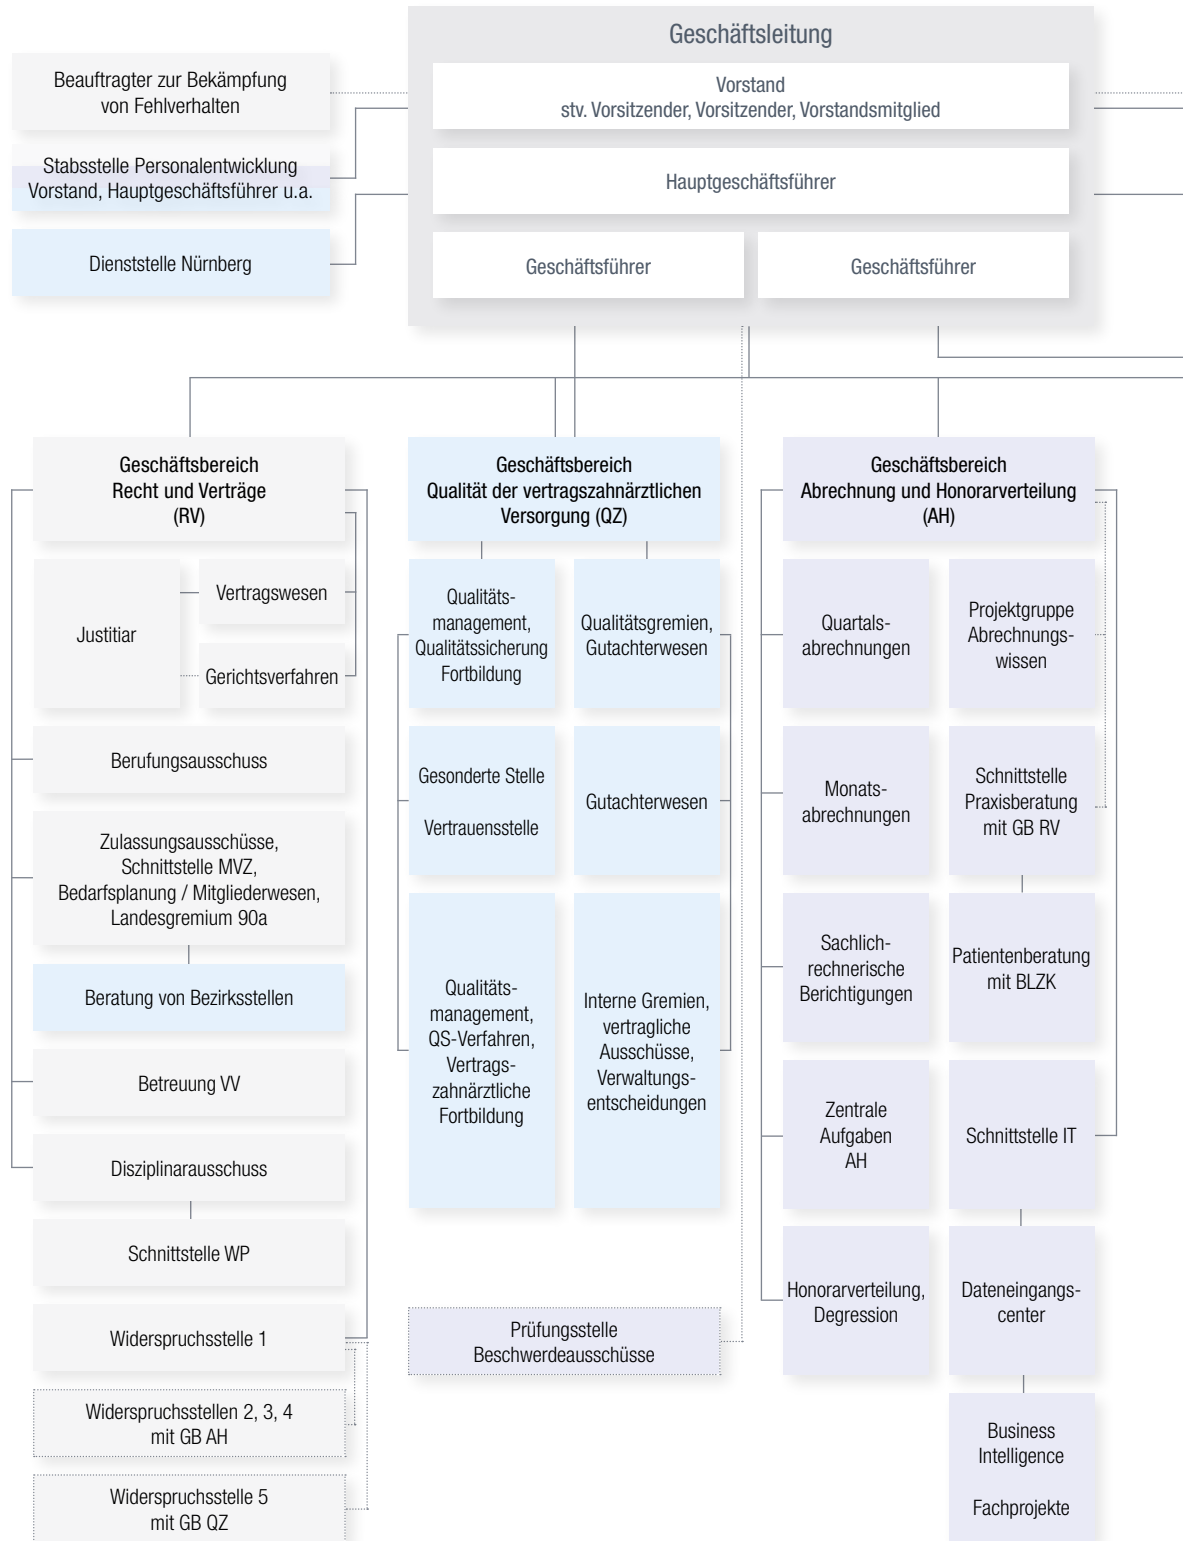 Geschäftsleitung
Vorstand
stv. Vorsitzender, Vorsitzender, Vorstandsmitglied
Hauptgeschäftsführer
Geschäftsführer
Geschäftsführer
Beauftragter zur Bekämpfung
von Fehlverhalten
Stabsstelle Personalentwicklung
Vorstand, Hauptgeschäftsführer u.a.
Dienststelle Nürnberg
Geschäftsbereich
Recht und Verträge
(RV)
Justitiar
Vertragswesen
Gerichtsverfahren
Berufungsausschuss
Zulassungsausschüsse,
Schnittstelle MVZ,
Bedarfsplanung / Mitgliederwesen,
Landesgremium 90a
Beratung von Bezirksstellen
Betreuung VV
Disziplinarausschuss
Schnittstelle WP
Widerspruchsstelle 1
Widerspruchsstellen 2, 3, 4
mit GB AH
Widerspruchsstelle 5
mit GB QZ
Geschäftsbereich
Qualität der vertragszahnärztlichen
Versorgung (QZ)
Qualitäts-
management,
Qualitätssicherung
Fortbildung
Gesonderte Stelle
Vertrauensstelle
Qualitäts-
management,
QS-Verfahren,
Vertrags-
zahnärztliche
Fortbildung
Qualitätsgremien,
Gutachterwesen
Gutachterwesen
Interne Gremien,
vertragliche
Ausschüsse,
Verwaltungs-
entscheidungen
Prüfungsstelle
Beschwerdeausschüsse
Geschäftsbereich
Abrechnung und Honorarverteilung
(AH)
Quartals-
abrechnungen
Monats-
abrechnungen
Sachlich-
rechnerische
Berichtigungen
Zentrale
Aufgaben
AH
Honorarverteilung,
Degression
Projektgruppe
Abrechnungs-
wissen
Schnittstelle
Praxisberatung
mit GB RV
Patientenberatung
mit BLZK
Schnittstelle IT
Dateneingangs-
center
Business
Intelligence
Fachprojekte